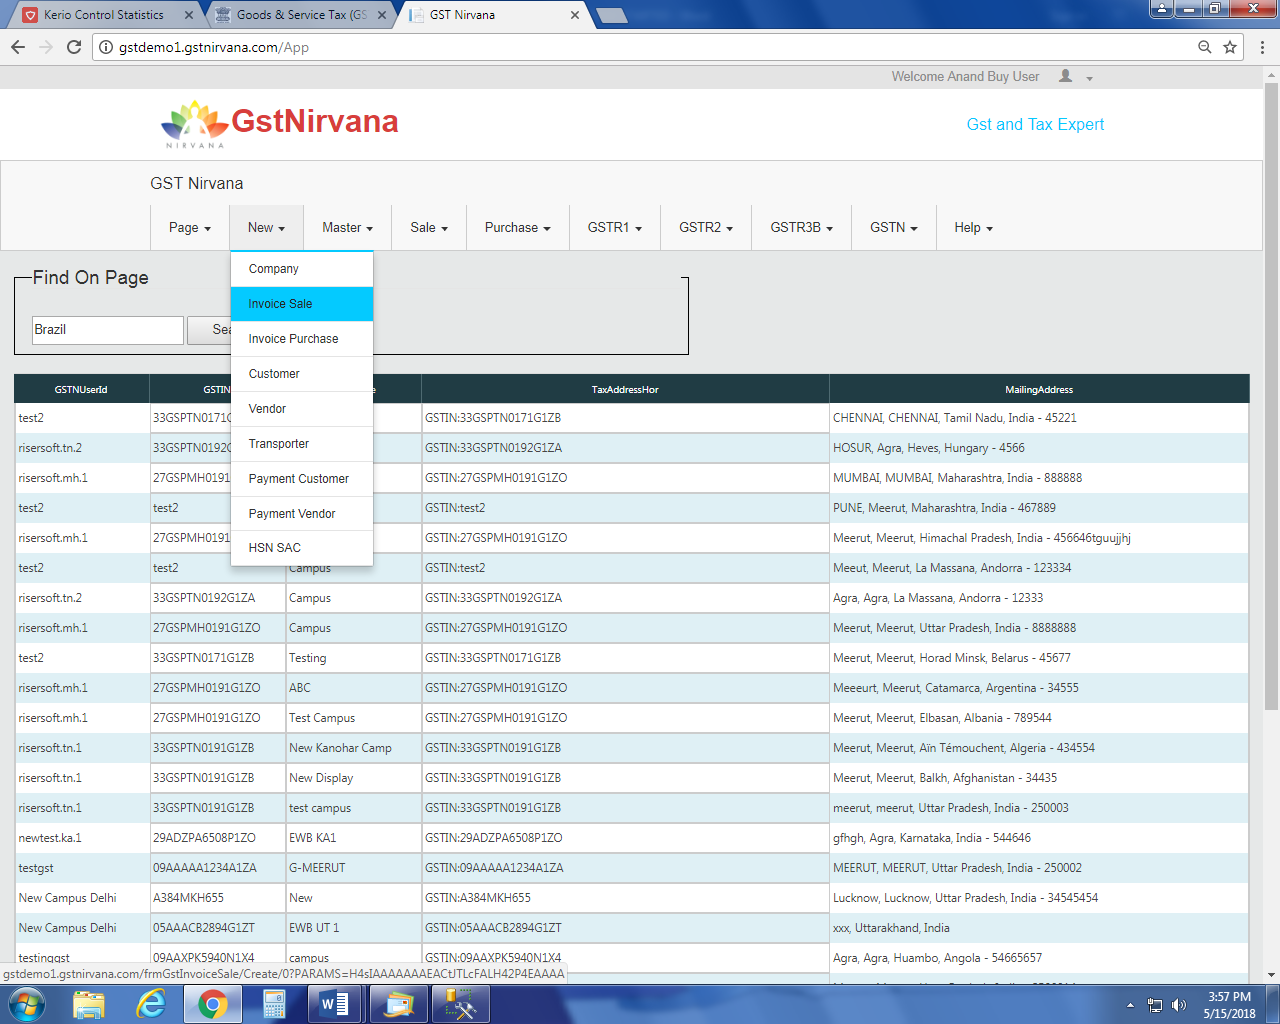 Kerio Control Statistics
Goods & Service Tax (GS
GST Nirvana
gstdemo1.gstnirvana.com/App
Welcome Anand Buy User
NIRVANA
GstNirvana
Gst and Tax Expert
GST Nirvana
Page New Master Sale Purchase GSTR1 GSTR2 GSTR3B GSTN Help
Company
Invoice Sale
Invoice Purchase
Customer
Vendor
Transporter
Payment Customer
Payment Vendor
HSN SAC
Find On Page
Brazil Sea
GSTNUserId GSTIN e TaxAddressHor MailingAddress
test2 33GSPTN0171G GSTIN:33GSPTN0171G1ZB CHENNAI, CHENNAI, Tamil Nadu, India - 45221
risersoft.tn.2 33GSPTN0192G GSTIN:33GSPTN0192G1ZA HOSUR, Agra, Heves, Hungary - 4566
risersoft.mh.1 27GSPMH0191 GSTIN:27GSPMH0191G1ZO MUMBAI, MUMBAI, Maharashtra, India - 888888
test2 test2 GSTIN:test2 PUNE, Meerut, Maharashtra, India - 467889
risersoft.mh.1 27GSPMH0191 GSTIN:27GSPMH0191G1ZO Meerut, Meerut, Himachal Pradesh, India - 456646tguujjhj
test2 test2 Campus GSTIN:test2 Meeut, Meerut, La Massana, Andorra - 123334
risersoft.tn.2 33GSPTN0192G1ZA Campus GSTIN:33GSPTN0192G1ZA Agra, Agra, La Massana, Andorra - 12333
risersoft.mh.1 27GSPMH0191G1ZO Campus GSTIN:27GSPMH0191G1ZO Meerut, Meerut, Uttar Pradesh, India - 8888888
test2 33GSPTN0171G1ZB Testing GSTIN:33GSPTN0171G1ZB Meerut, Meerut, Horad Minsk, Belarus - 45677
risersoft.mh.1 27GSPMH0191G1ZO ABC GSTIN:27GSPMH0191G1ZO Meeeurt, Meerut, Catamarca, Argentina - 34555
risersoft.mh.1 27GSPMH0191G1ZO Test Campus GSTIN:27GSPMH0191G1ZO Meerut, Meerut, Elbasan, Albania - 789544
risersoft.tn.1 33GSPTN0191G1ZB New Kanohar Camp GSTIN:33GSPTN0191G1ZB Meerut, Meerut, Aïn Témouchent, Algeria - 434554
risersoft.tn.1 33GSPTN0191G1ZB New Display GSTIN:33GSPTN0191G1ZB Meerut, Meerut, Balkh, Afghanistan - 34435
risersoft.tn.1 33GSPTN0191G1ZB test campus GSTIN:33GSPTN0191G1ZB meerut, meerut, Uttar Pradesh, India - 250003
newtest.ka.1 29ADZPA6508P1ZO EWB KA1 GSTIN:29ADZPA6508P1ZO gfhgh, Agra, Karnataka, India - 544646
testgst 09AAAAA1234A1ZA G-MEERUT GSTIN:09AAAAA1234A1ZA MEERUT, MEERUT, Uttar Pradesh, India - 250002
New Campus Delhi A384MKH655 New GSTIN:A384MKH655 Lucknow, Lucknow, Uttar Pradesh, India - 34545454
New Campus Delhi 05AAACB2894G1ZT EWB UT 1 GSTIN:05AAACB2894G1ZT xxx, Uttarakhand, India
testinggst 09AAXPK5940N1X4 campus GSTIN:09AAXPK5940N1X4 Agra, Agra, Huambo, Angola - 54665657
gstdemo1.gstnirvana.com/frmGstInvoiceSale/Create/0?PARAMS=H4sIAAAAAAAEACtJTLcFALH42P4EAAAA
3:57 PM
5/15/2018